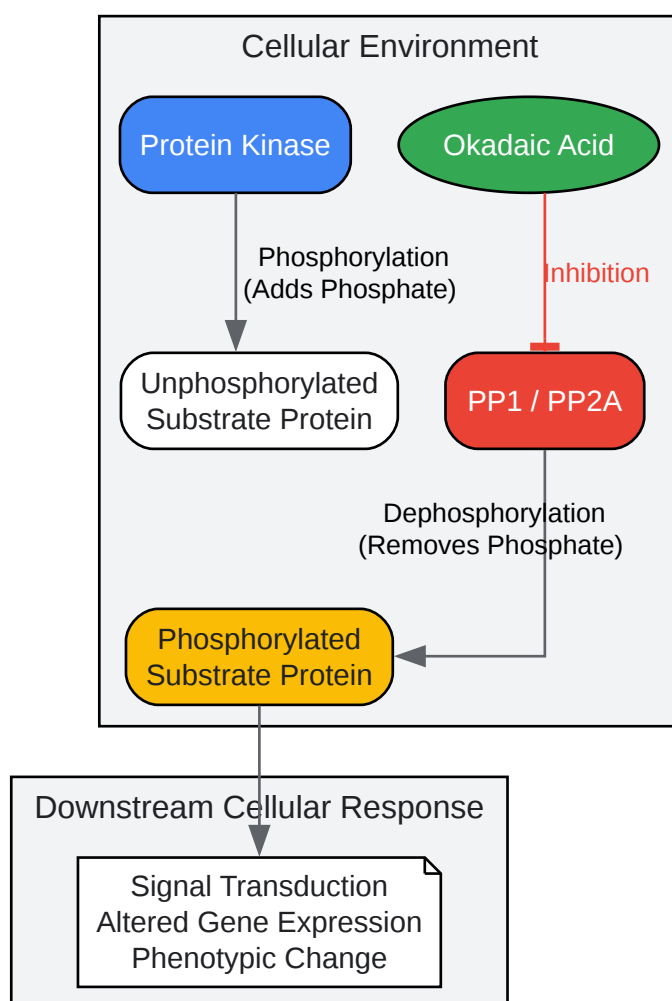 Cellular Environment
Protein Kinase
Okadaic Acid
Phosphorylation
(Adds Phosphate)
Inhibition
Unphosphorylated
Substrate Protein
PP1 / PP2A
Dephosphorylation
(Removes Phosphate)
Phosphorylated
Substrate Protein
Downstream Cellular Response
Signal Transduction
Altered Gene Expression
Phenotypic Change